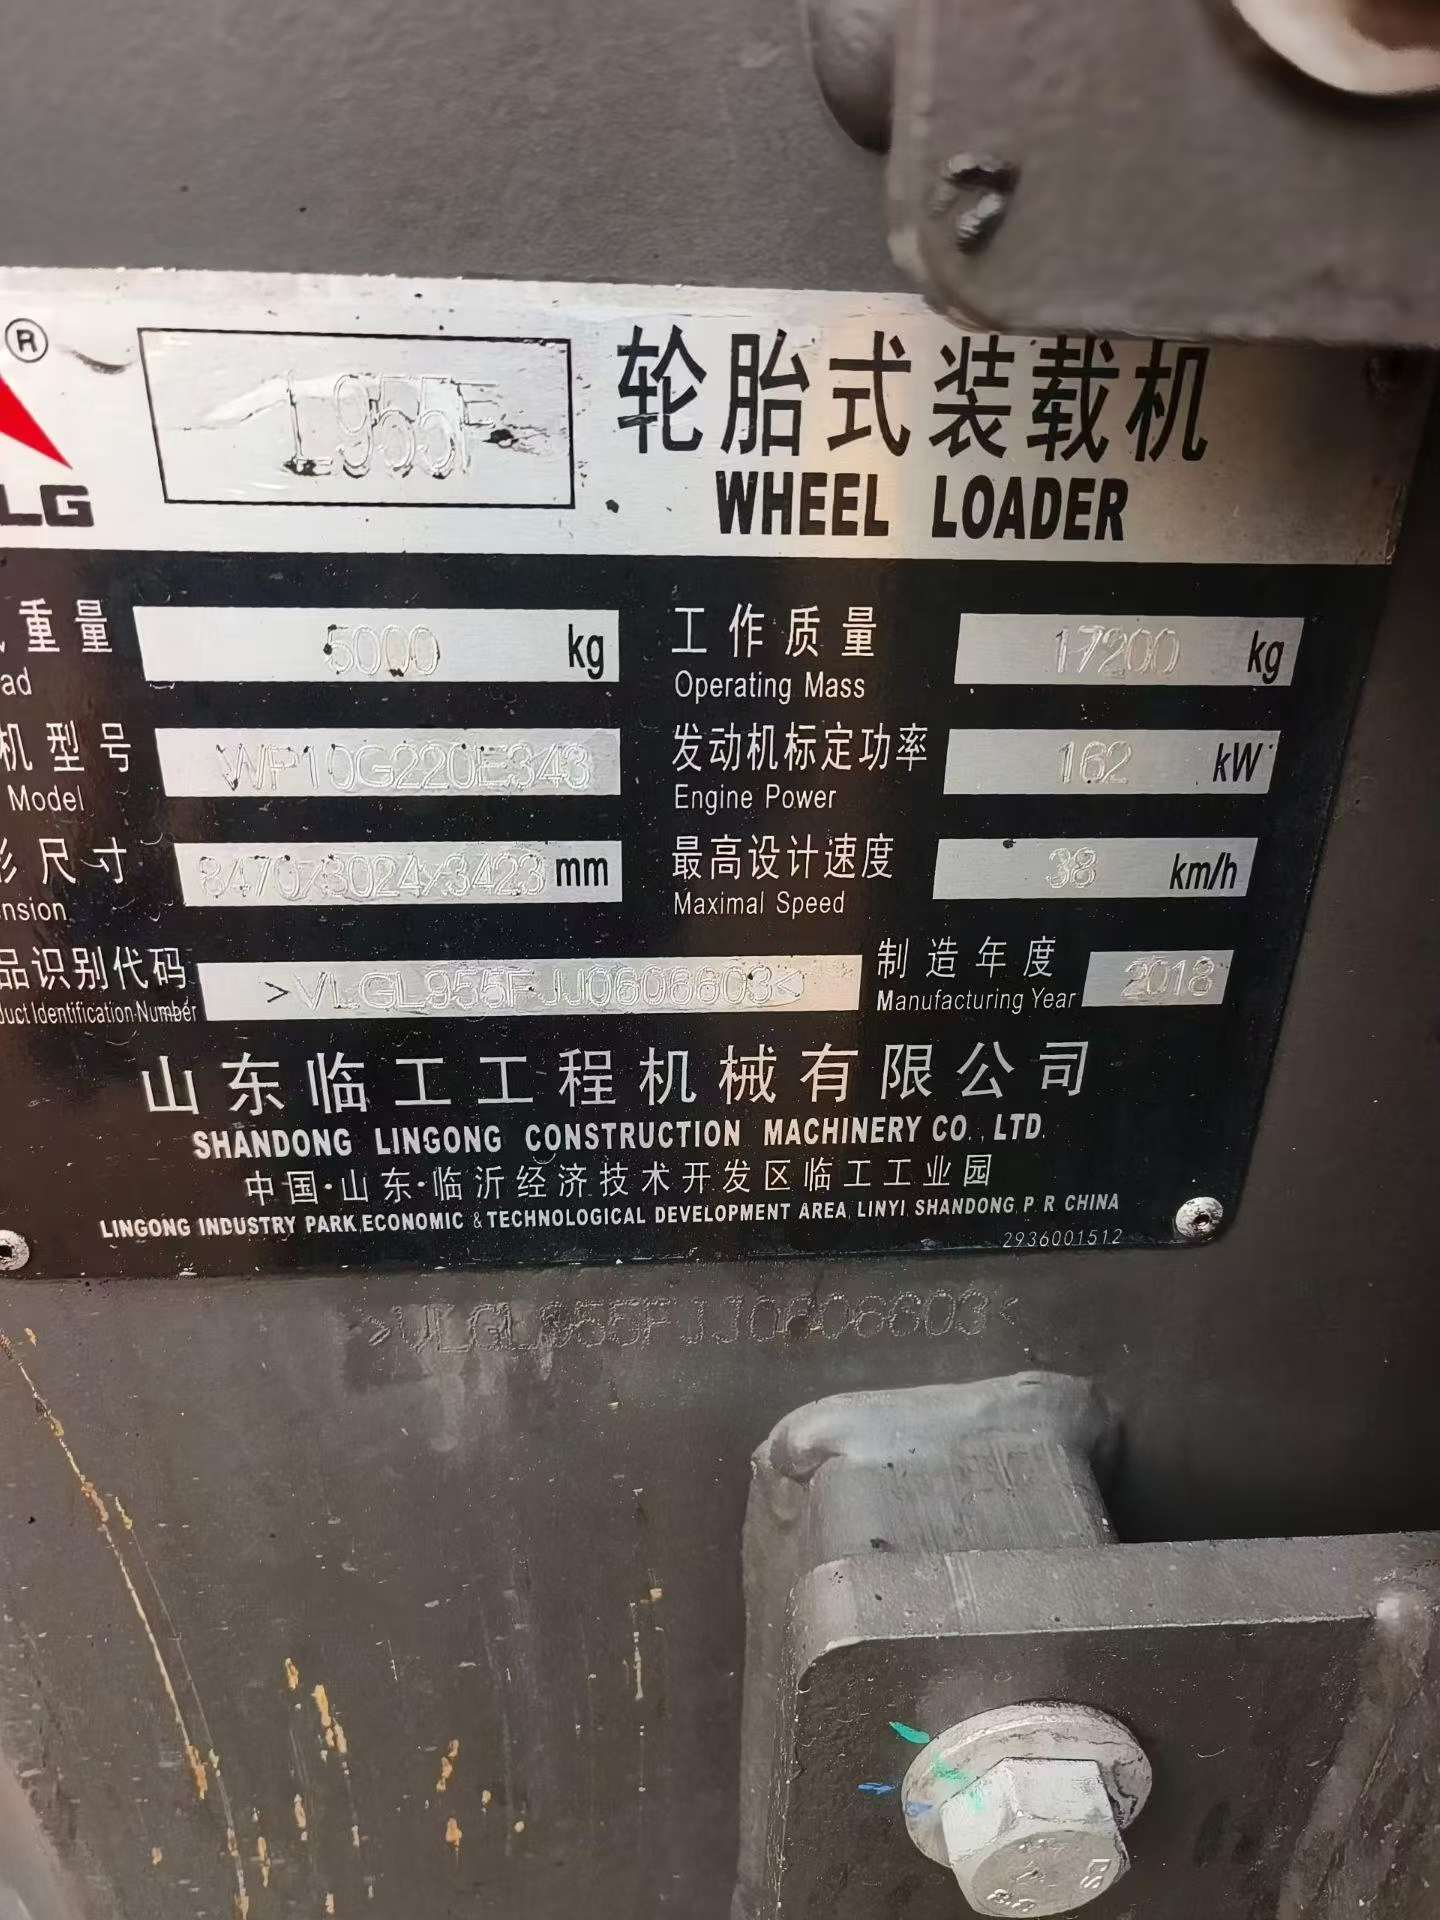 ®
LG
L955F
轮胎式装载机
WHEEL LOADER
重量 5000 kg
ad
工作质量 17200 kg
Operating Mass
机型号 WP10G220E343
Model
发动机标定功率 162 kW
Engine Power
尺寸 8470x3024x3423 mm
nsion
最高设计速度 38 km/h
Maximal Speed
品识别代码 >VLGL955FJJ0606603<
duct Identification Number
制造年度 2018
Manufacturing Year
山东临工工程机械有限公司
SHANDONG LINGONG CONSTRUCTION MACHINERY CO., LTD.
中国·山东·临沂经济技术开发区临工工业园
LINGONG INDUSTRY PARK,ECONOMIC & TECHNOLOGICAL DEVELOPMENT AREA, LINYI SHANDONG, P. R CHINA
2936001512
>VLGL955FJJ0606603<